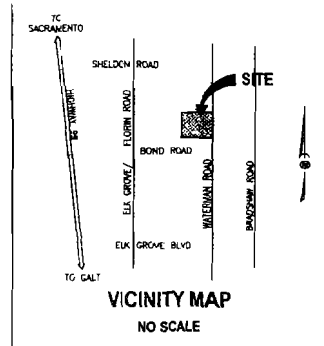 TO
SACRAMENTO
SHELDON ROAD
SITE
HIGHWAY 99
ELK GROVE/
FLORIN ROAD
BOND ROAD
WATERMAN ROAD
BRADSHAW ROAD
ELK GROVE BLVD
TO GALT
VICINITY MAP
NO SCALE